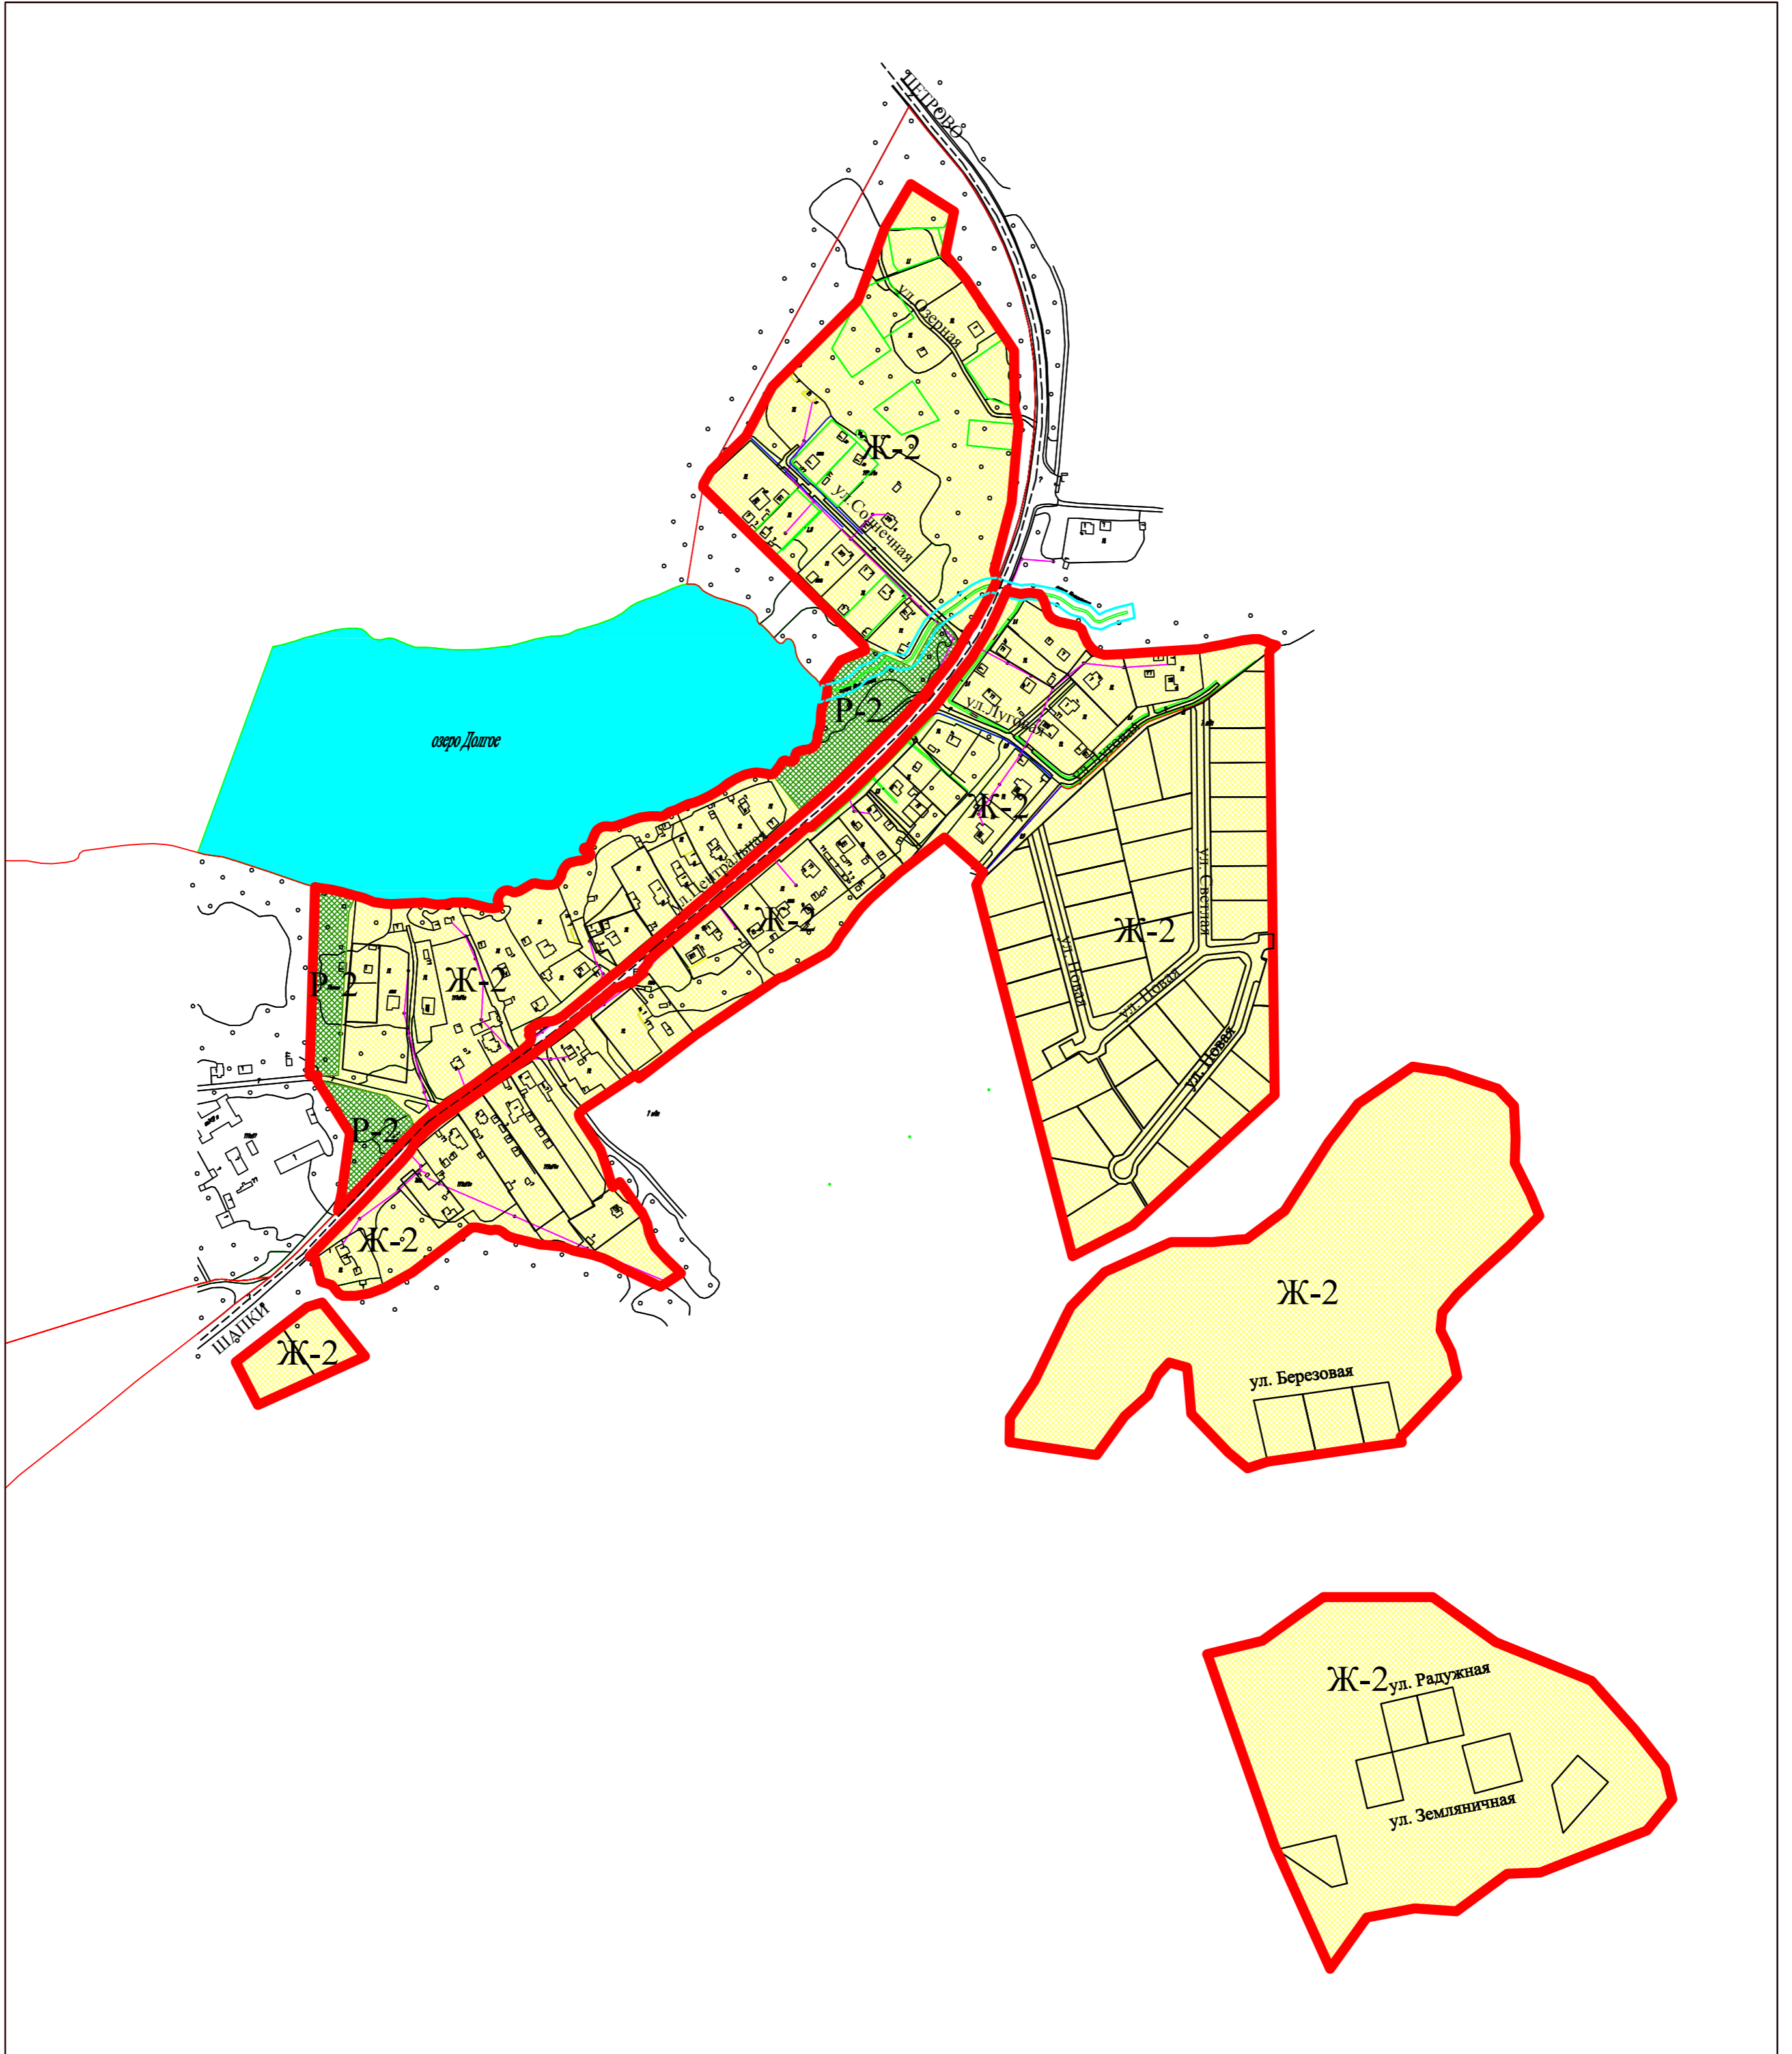 ПЕТРОВО
ул.Озерная
Ж-2
ул.Солнечная
Р-2
ул.Луговая
озеро Долгое
ул.Луговая
Ж-2
ул.Центральная
Ж-2
ул. Светлая
Ж-2
ул. Новая
Р-2
Ж-2
ул. Новая
ул. Новая
Р-2
Ж-2
Ж-2
ШАПКИ
Ж-2
ул. Березовая
Ж-2
ул. Радужная
ул. Земляничная